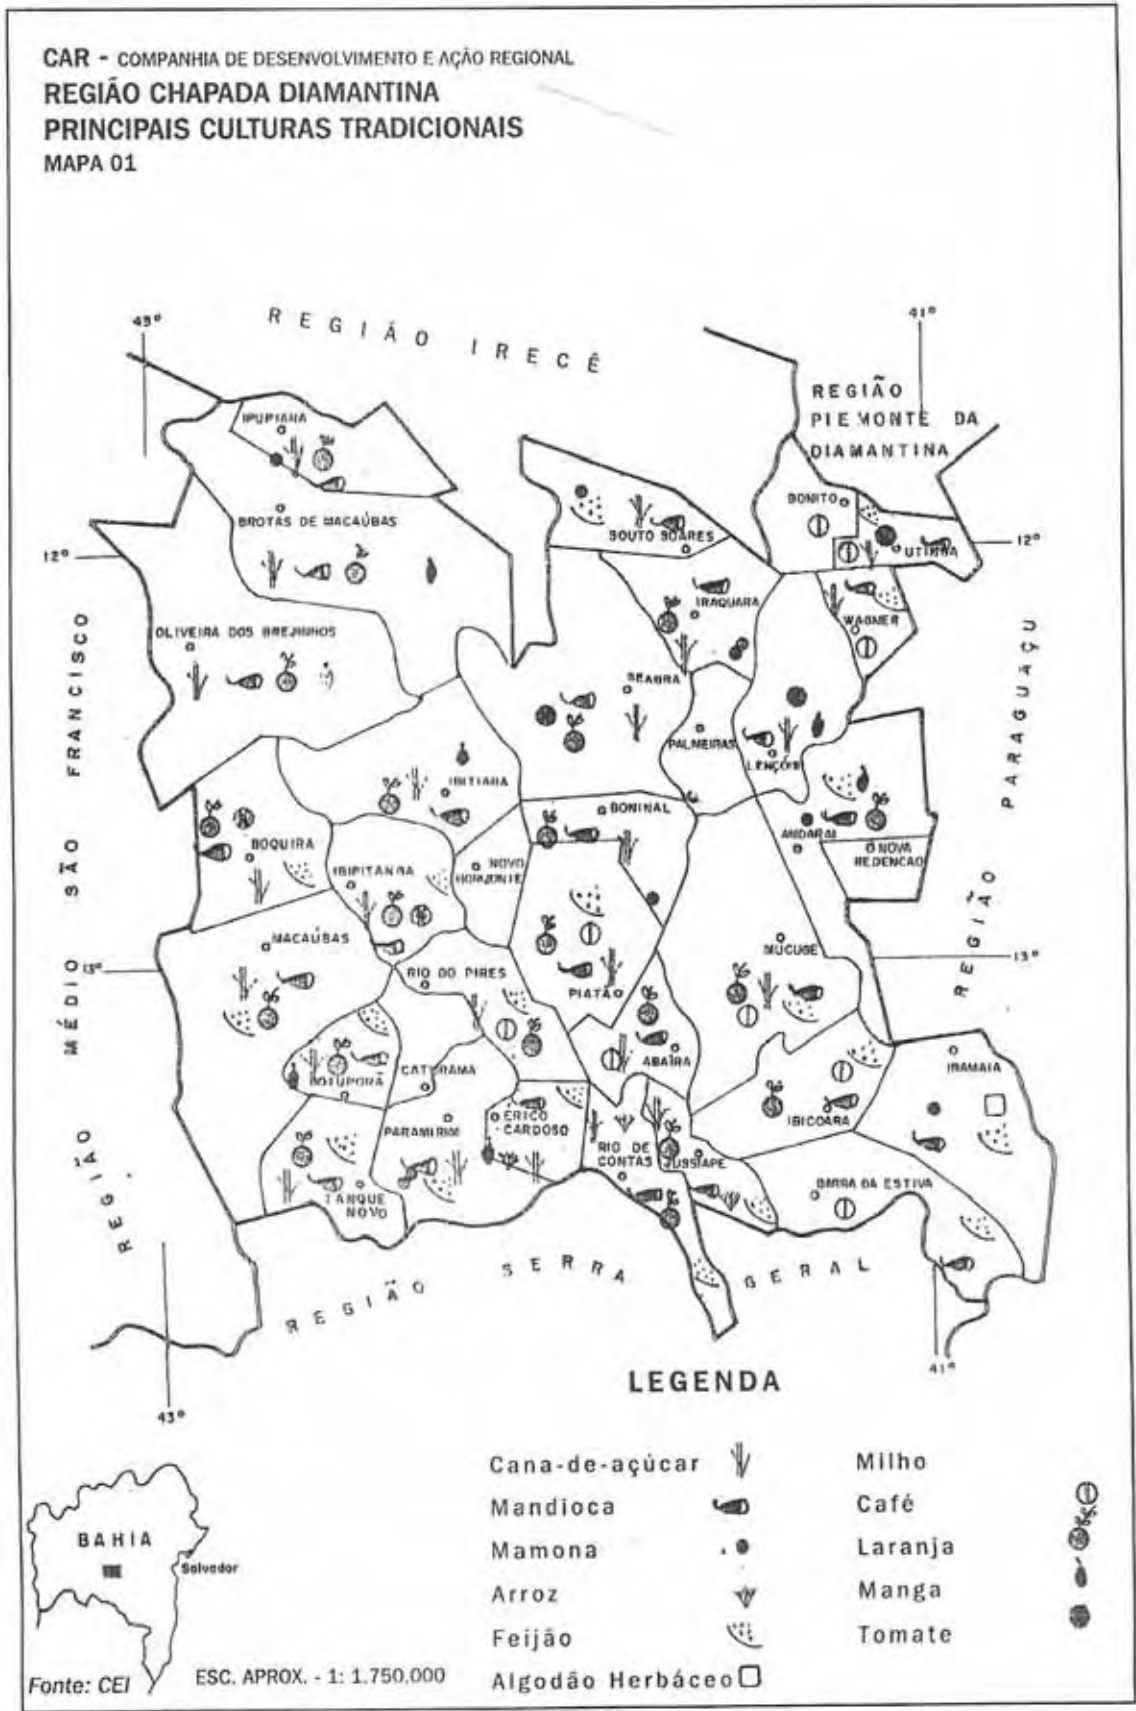 CAR - COMPANHIA DE DESENVOLVIMENTO E AÇÃO REGIONAL
REGIÃO CHAPADA DIAMANTINA
PRINCIPAIS CULTURAS TRADICIONAIS
MAPA 01
43°
REGIÃO IRECÊ
41°
REGIÃO
PIEMONTE DA
DIAMANTINA
IPUPIARA
BONITO
BROTAS DE MACAÚBAS
SOUTO SOARES
UTINGA
12°
12°
IRAQUARA
WAGNER
OLIVEIRA DOS BREJINHOS
SEABRA
PALMEIRAS
LENÇÓIS
IBITIARA
BONINAL
ANDARAÍ
NOVA
REDENCAO
BOQUIRA
IBIPITANGA
NOVO
HORIZONTE
MACAÚBAS
MUCUGE
13°
13°
RIO DO PIRES
PIATÃO
ABAÍRA
IRAMAIA
BOTUPORÃ
CATURAMA
IBICOARA
PARAMIRIM
ERICO
CARDOSO
RIO DE
CONTAS
JUSSIAPE
TANQUE
NOVO
BARRA DA ESTIVA
REGIÃO MÉDIO SÃO FRANCISCO
REGIÃO PARAGUAÇU
REGIÃO SERRA GERAL
41°
43°
LEGENDA
Cana-de-açúcar
Milho
Mandioca
Café
Mamona
Laranja
Arroz
Manga
Feijão
Tomate
Algodão Herbáceo
BAHIA
Salvador
Fonte: CEI
ESC. APROX. - 1: 1.750.000